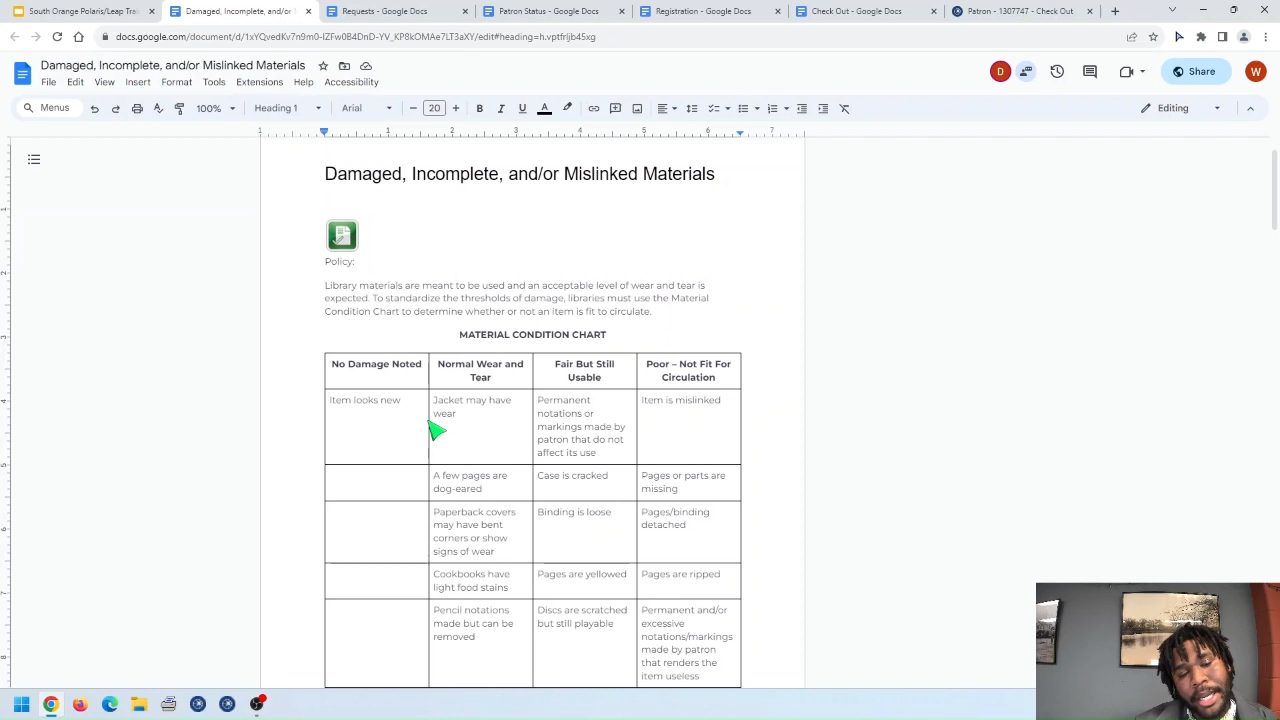 South Orange Polaris/Leap Trai
Damaged, Incomplete, and/or S
Requests - Google Docs
Patron Status - Google Docs
Registration - Google Docs
Check Out - Google Docs
Patron - 1307747 - Check Out
Damaged, Incomplete, and/or Mislinked Materials
File Edit View Insert Format Tools Extensions Help Accessibility
D
Share
W
Menus
100%
Heading 1
Arial
20
B I U A
Editing
1 1 2 3 4 5 6 7
Damaged, Incomplete, and/or Mislinked Materials
Policy:
Library materials are meant to be used and an acceptable level of wear and tear is
expected. To standardize the thresholds of damage, libraries must use the Material
Condition Chart to determine whether or not an item is fit to circulate.
MATERIAL CONDITION CHART
No Damage Noted
Normal Wear and
Tear
Fair But Still
Usable
Poor – Not Fit For
Circulation
Item looks new
Jacket may have
wear
Permanent
notations or
markings made by
patron that do not
affect its use
Item is mislinked
A few pages are
dog-eared
Case is cracked
Pages or parts are
missing
Paperback covers
may have bent
corners or show
signs of wear
Binding is loose
Pages/binding
detached
Cookbooks have
light food stains
Pages are yellowed
Pages are ripped
Pencil notations
made but can be
removed
Discs are scratched
but still playable
Permanent and/or
excessive
notations/markings
made by patron
that renders the
item useless